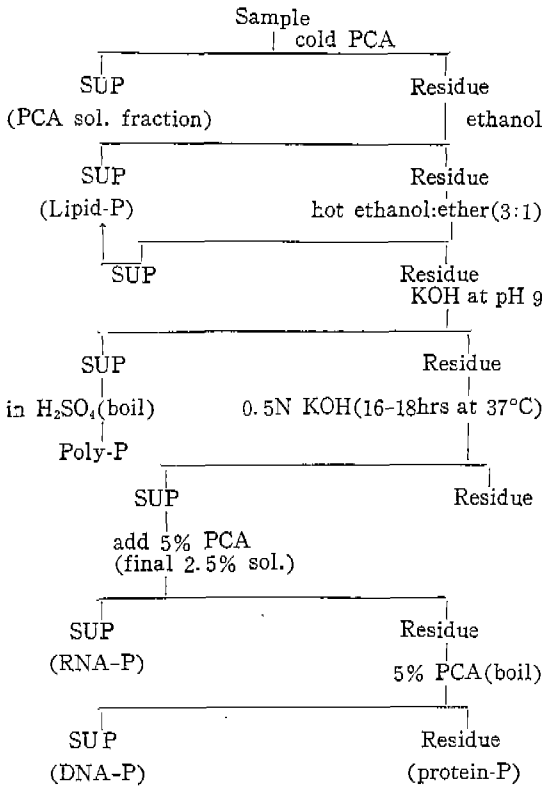 Sample
cold PCA
SUP Residue
(PCA sol. fraction) ethanol
SUP Residue
(Lipid-P) hot ethanol:ether(3:1)
SUP Residue
KOH at pH 9
SUP Residue
in H₂SO₄(boil) 0.5N KOH(16-18hrs at 37°C)
Poly-P
SUP Residue
add 5% PCA
(final 2.5% sol.)
SUP Residue
(RNA-P) 5% PCA(boil)
SUP Residue
(DNA-P) (protein-P)